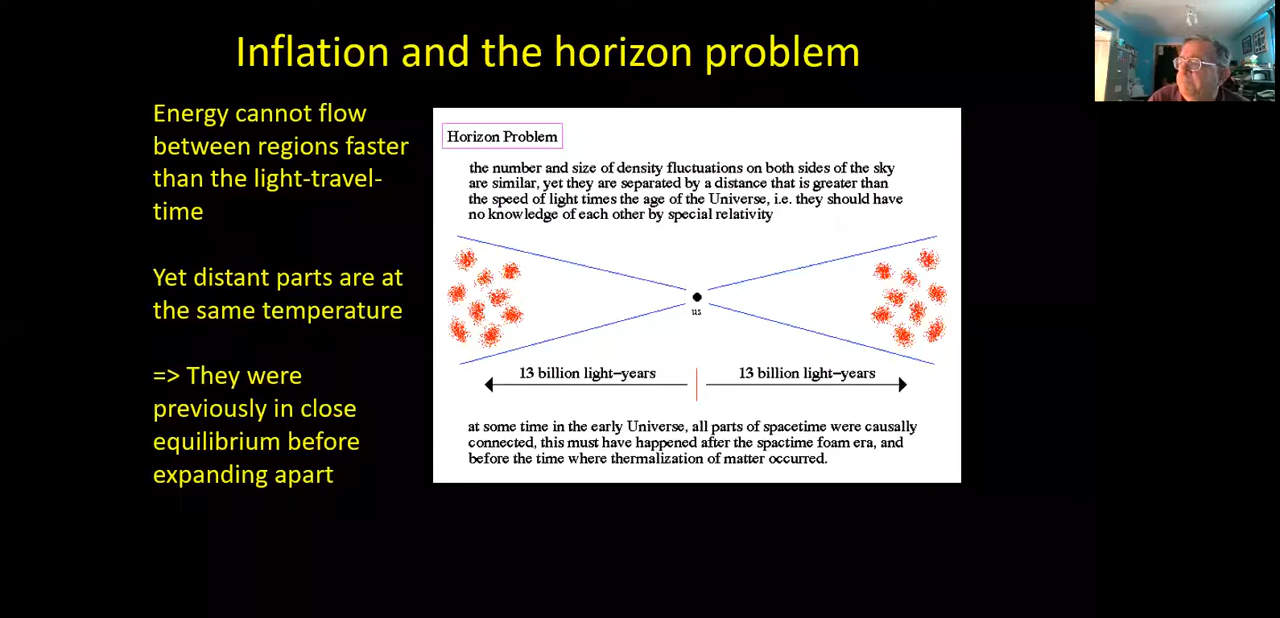 Inflation and the horizon problem
Energy cannot flow
between regions faster
than the light-travel-
time
Yet distant parts are at
the same temperature
=> They were
previously in close
equilibrium before
expanding apart
Horizon Problem
the number and size of density fluctuations on both sides of the sky
are similar, yet they are separated by a distance that is greater than
the speed of light times the age of the Universe, i.e. they should have
no knowledge of each other by special relativity
us
13 billion light-years
13 billion light-years
at some time in the early Universe, all parts of spacetime were causally
connected, this must have happened after the spactime foam era, and
before the time where thermalization of matter occurred.